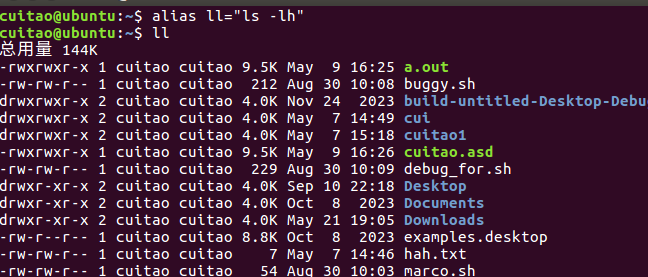 cuitao@ubuntu:~$ alias ll="ls -lh"
cuitao@ubuntu:~$ ll
总用量 144K
-rwxrwxr-x 1 cuitao cuitao 9.5K May  9 16:25 a.out
-rw-rw-r-- 1 cuitao cuitao  212 Aug 30 10:08 buggy.sh
drwxrwxr-x 2 cuitao cuitao 4.0K Nov 24  2023 build-untitled-Desktop-Debu
drwxrwxr-x 2 cuitao cuitao 4.0K May  7 14:49 cui
drwxrwxr-x 2 cuitao cuitao 4.0K May  7 15:18 cuitao1
-rwxrwxr-x 1 cuitao cuitao 9.5K May  9 16:26 cuitao.asd
-rw-rw-r-- 1 cuitao cuitao  229 Aug 30 10:09 debug_for.sh
drwxr-xr-x 2 cuitao cuitao 4.0K Sep 10 22:18 Desktop
drwxr-xr-x 2 cuitao cuitao 4.0K Oct  8  2023 Documents
drwxr-xr-x 2 cuitao cuitao 4.0K May 21 19:05 Downloads
-rw-r--r-- 1 cuitao cuitao 8.8K Oct  8  2023 examples.desktop
-rw-rw-r-- 1 cuitao cuitao    7 May  7 14:46 hah.txt
-rw-rw-r-- 1 cuitao cuitao   54 Aug 30 10:03 marco.sh